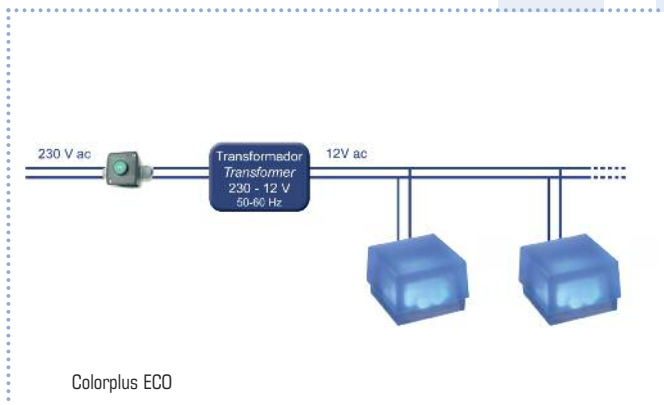 230 V ac
Transformador
Transformer
230 - 12 V
50-60 Hz
12V ac
Colorplus ECO